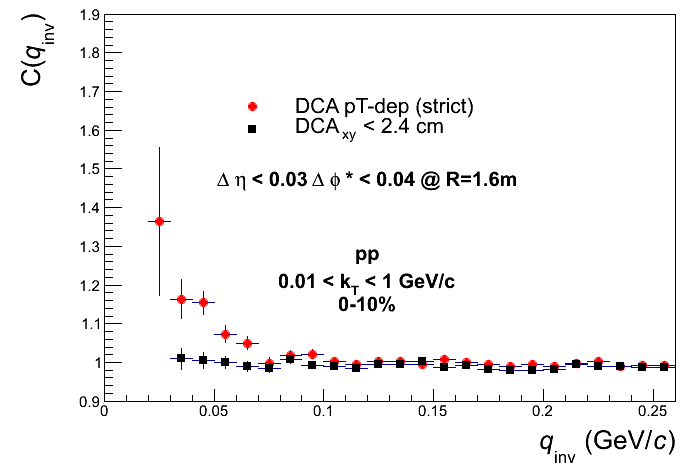 C(q_inv)
1.9
1.8
1.7
1.6
1.5
1.4
1.3
1.2
1.1
1
0.9
DCA pT-dep (strict)
DCA_xy < 2.4 cm
Δ η < 0.03 Δ ϕ * < 0.04 @ R=1.6m
pp
0.01 < k_T < 1 GeV/c
0-10%
0 0.05 0.1 0.15 0.2 0.25
q_inv (GeV/c)